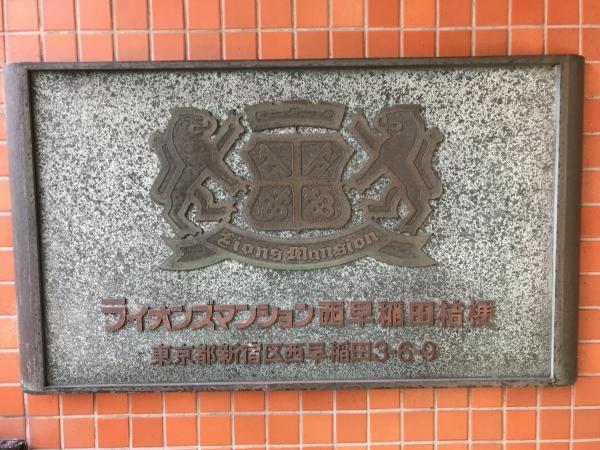 Lions Mansion
ライオンズマンション西早稲田桔梗
東京都新宿区西早稲田3-6-9